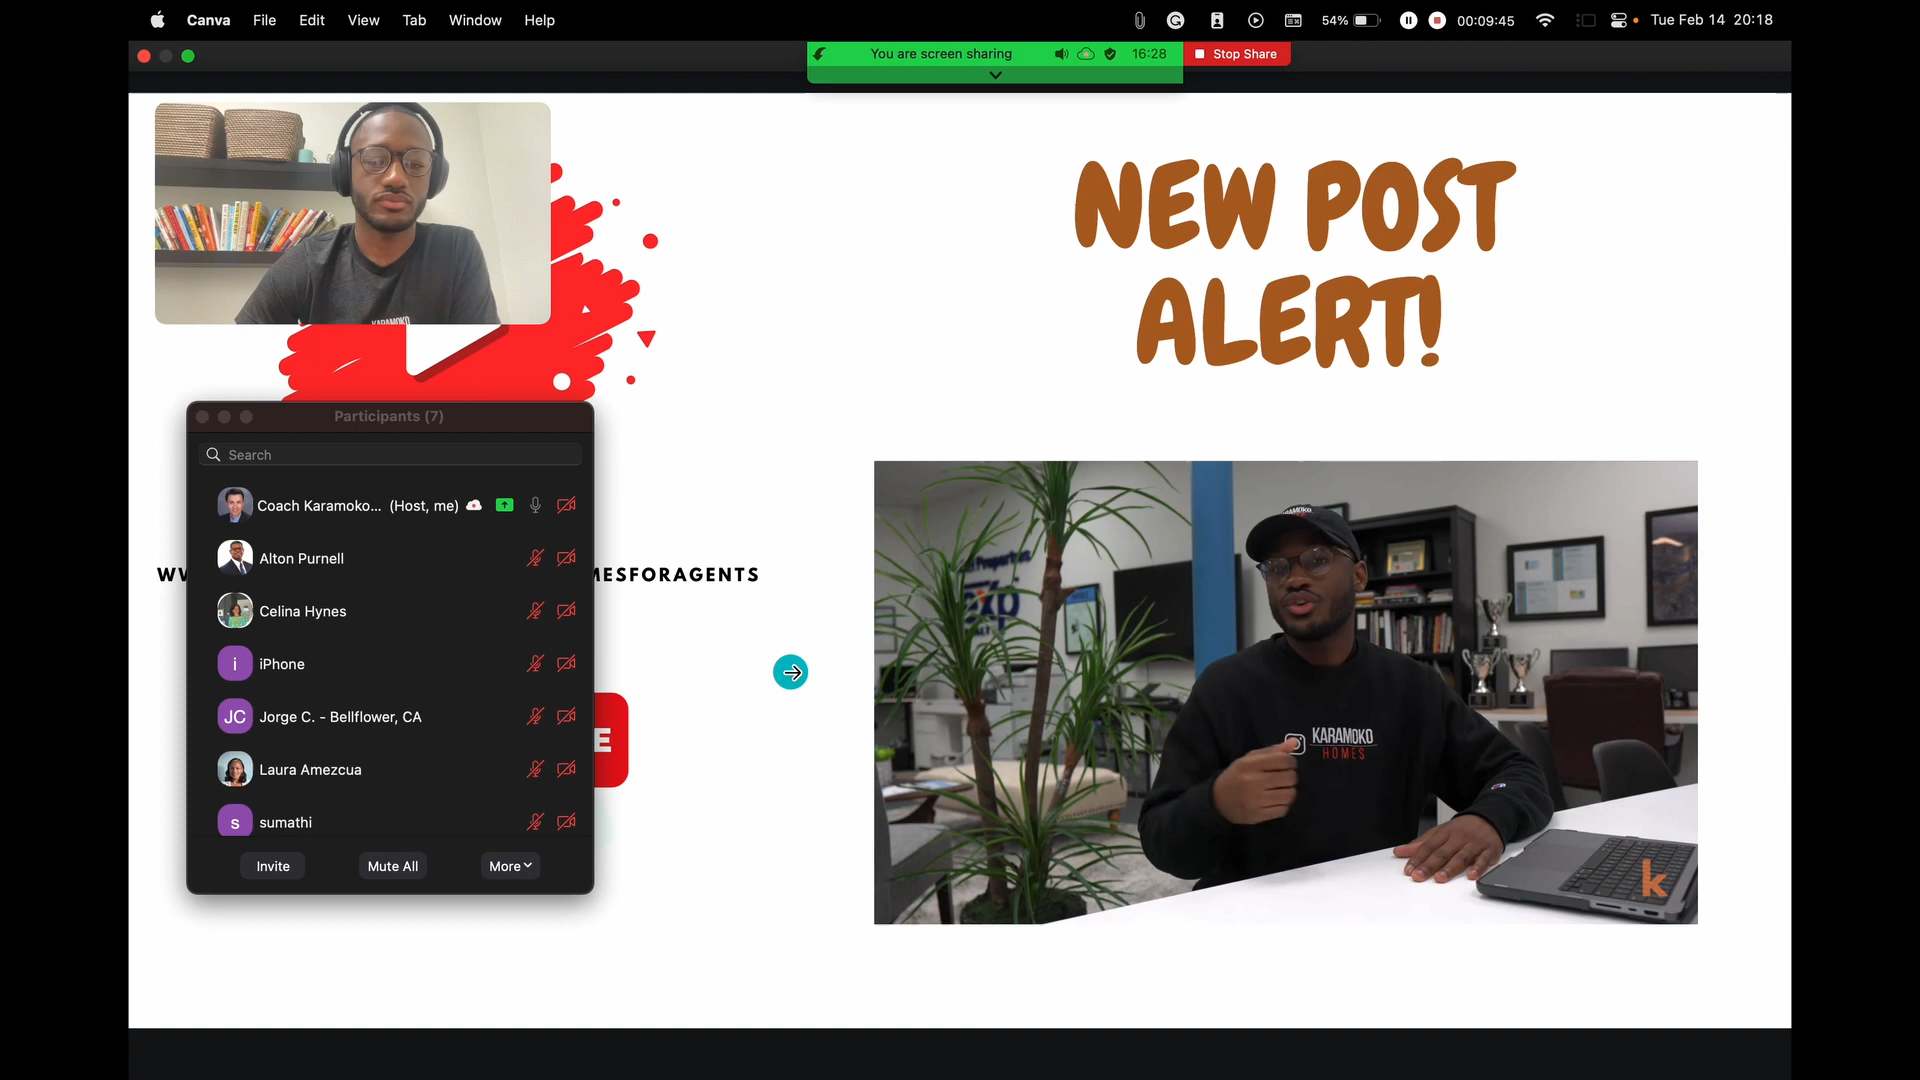 Canva File Edit View Tab Window Help
54% 00:09:45 Tue Feb 14 20:18
You are screen sharing 16:28 Stop Share
NEW POST
ALERT!
Participants (7)
Search
Coach Karamoko... (Host, me)
Alton Purnell
Celina Hynes
i iPhone
JC Jorge C. - Bellflower, CA
Laura Amezcua
s sumathi
Invite Mute All More
MESFORAGENTS
E
KARAMOKO
HOMES
exp
k